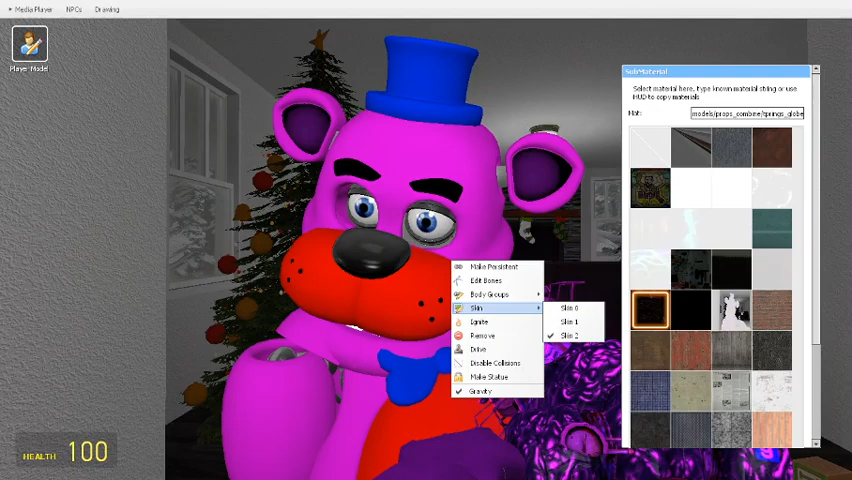 Media Player NPCs Drawing
Player Model
SubMaterial
Select material here, type known material string or use
HUD to copy materials
Mat: models/props_combine/tprings_globe
Make Persistent
Edit Bones
Body Groups
Skin
Ignite
Remove
Drive
Disable Collisions
Make Statue
Gravity
Skin 0
Skin 1
Skin 2
HEALTH 100